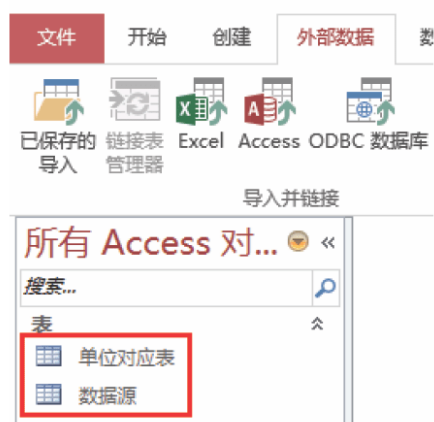 文件 开始 创建 外部数据 数
已保存的导入 链接表管理器 Excel Access ODBC 数据库
导入并链接
所有 Access 对... «
搜索...
表
单位对应表
数据源